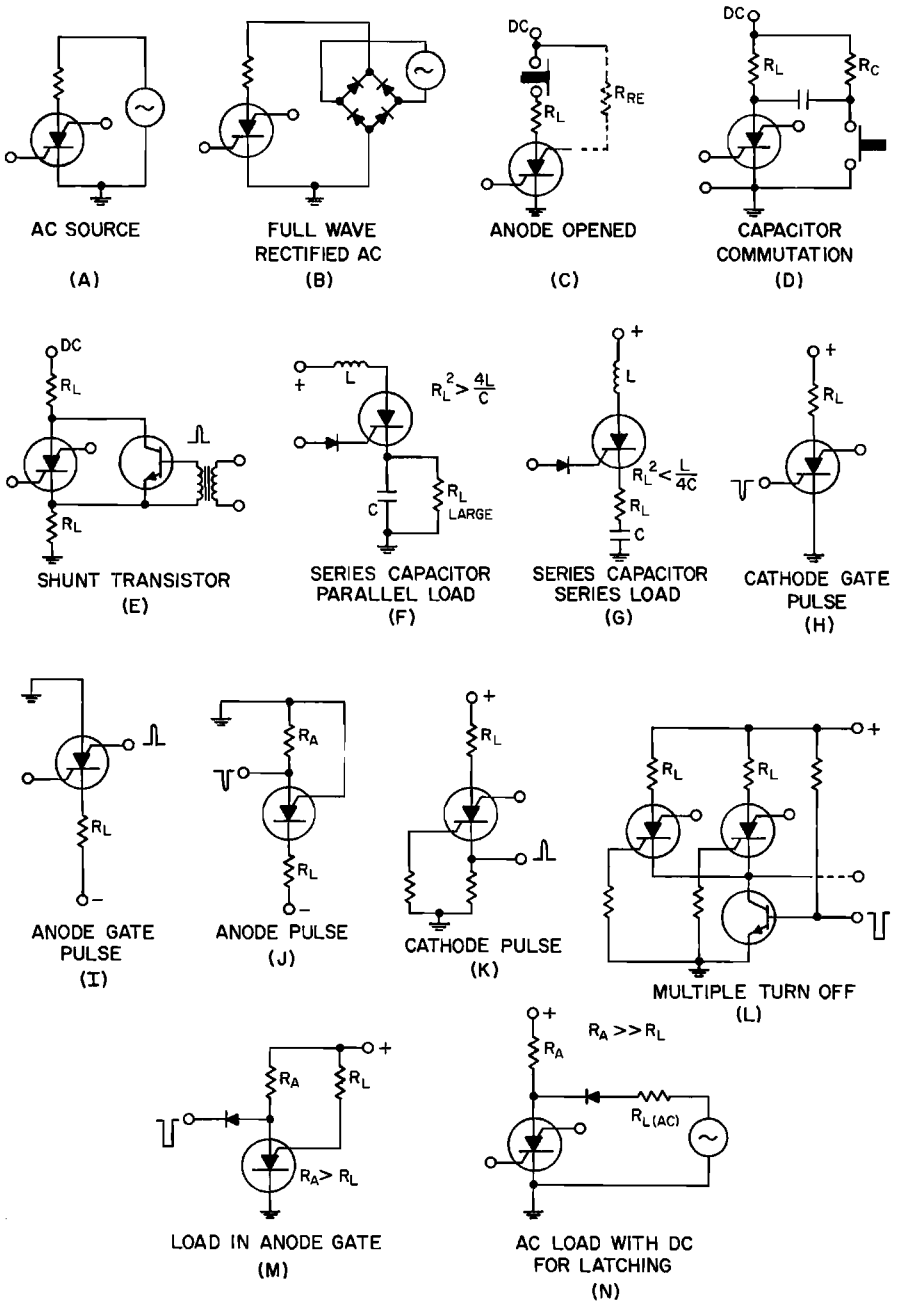 DC
DC
R_L
R_C
R_RE
R_L
AC SOURCE
(A)
FULL WAVE
RECTIFIED AC
(B)
ANODE OPENED
(C)
CAPACITOR
COMMUTATION
(D)
DC
R_L
R_L
SHUNT TRANSISTOR
(E)
+
L
R_L² > 4L/C
C
R_L
LARGE
SERIES CAPACITOR
PARALLEL LOAD
(F)
+
L
R_L² < L/4C
R_L
C
SERIES CAPACITOR
SERIES LOAD
(G)
+
R_L
CATHODE GATE
PULSE
(H)
R_L
-
ANODE GATE
PULSE
(I)
R_A
R_L
-
ANODE PULSE
(J)
+
R_L
CATHODE PULSE
(K)
+
R_L
R_L
MULTIPLE TURN OFF
(L)
+
R_A
R_L
R_A > R_L
LOAD IN ANODE GATE
(M)
+
R_A >> R_L
R_A
R_L(AC)
AC LOAD WITH DC
FOR LATCHING
(N)